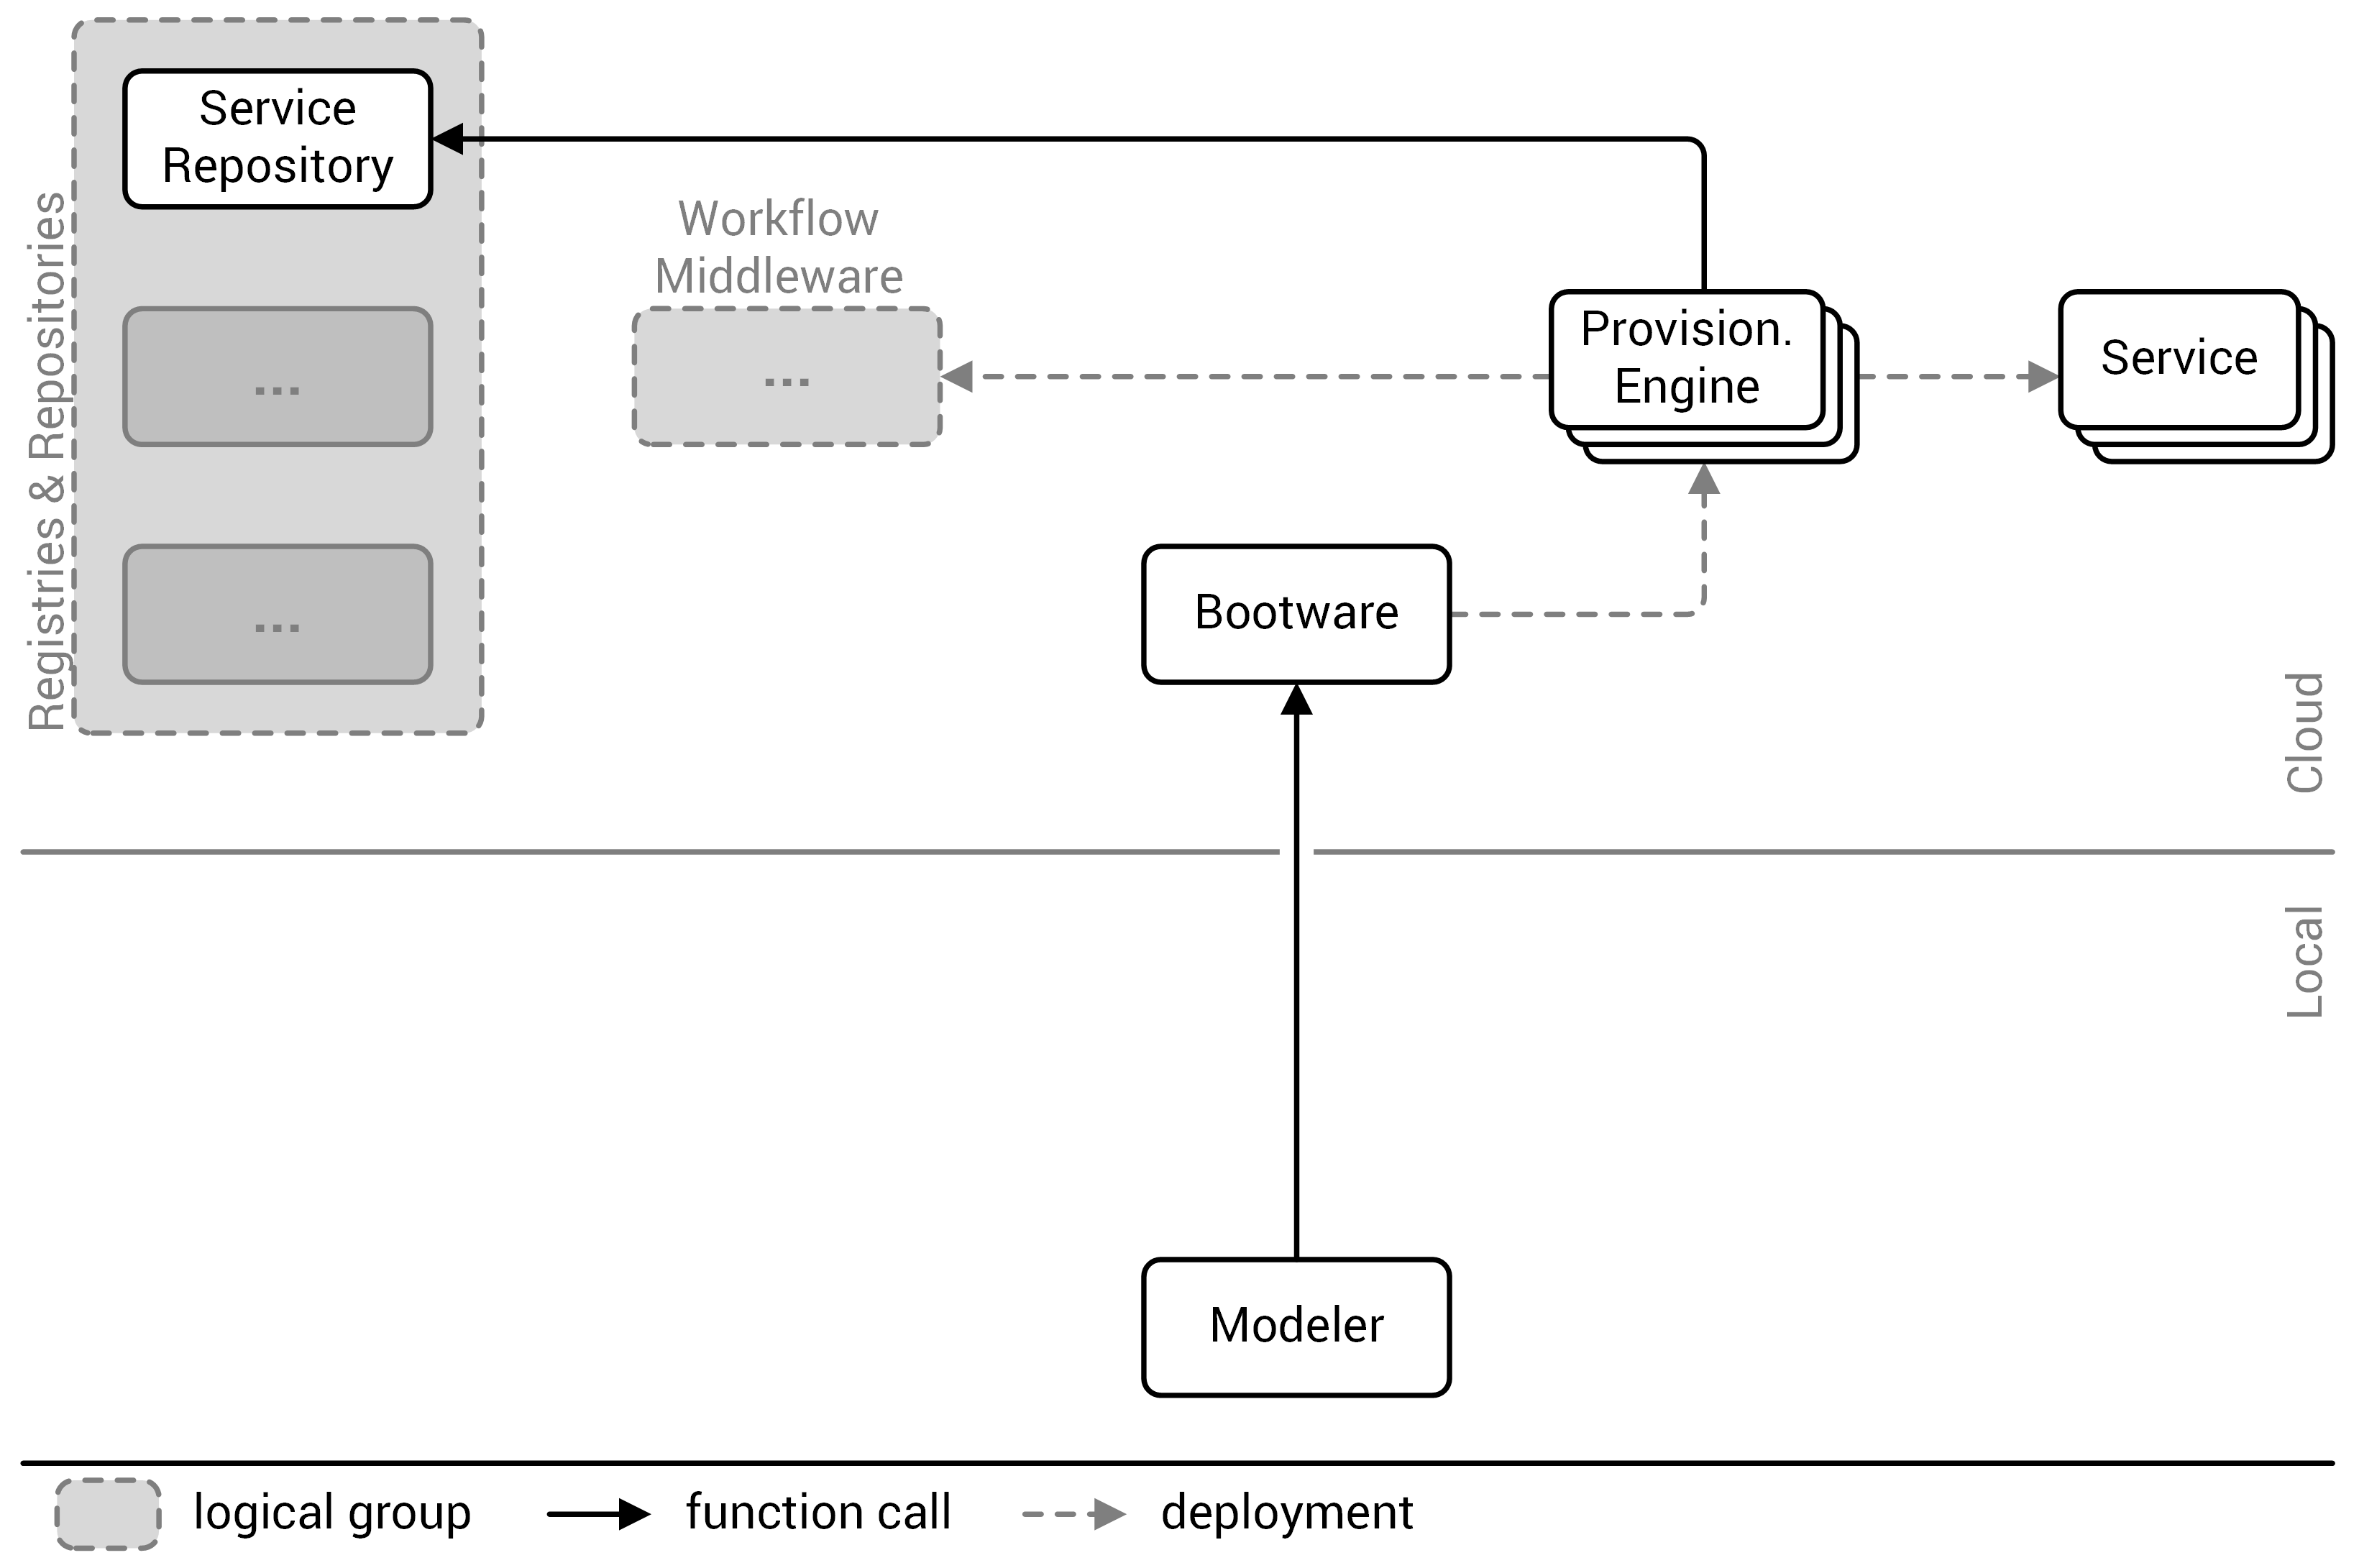 Service
Repository
Registries & Repositories
...
...
Workflow
Middleware
...
Provision.
Engine
Service
Bootware
Cloud
Local
Modeler
logical group
function call
deployment